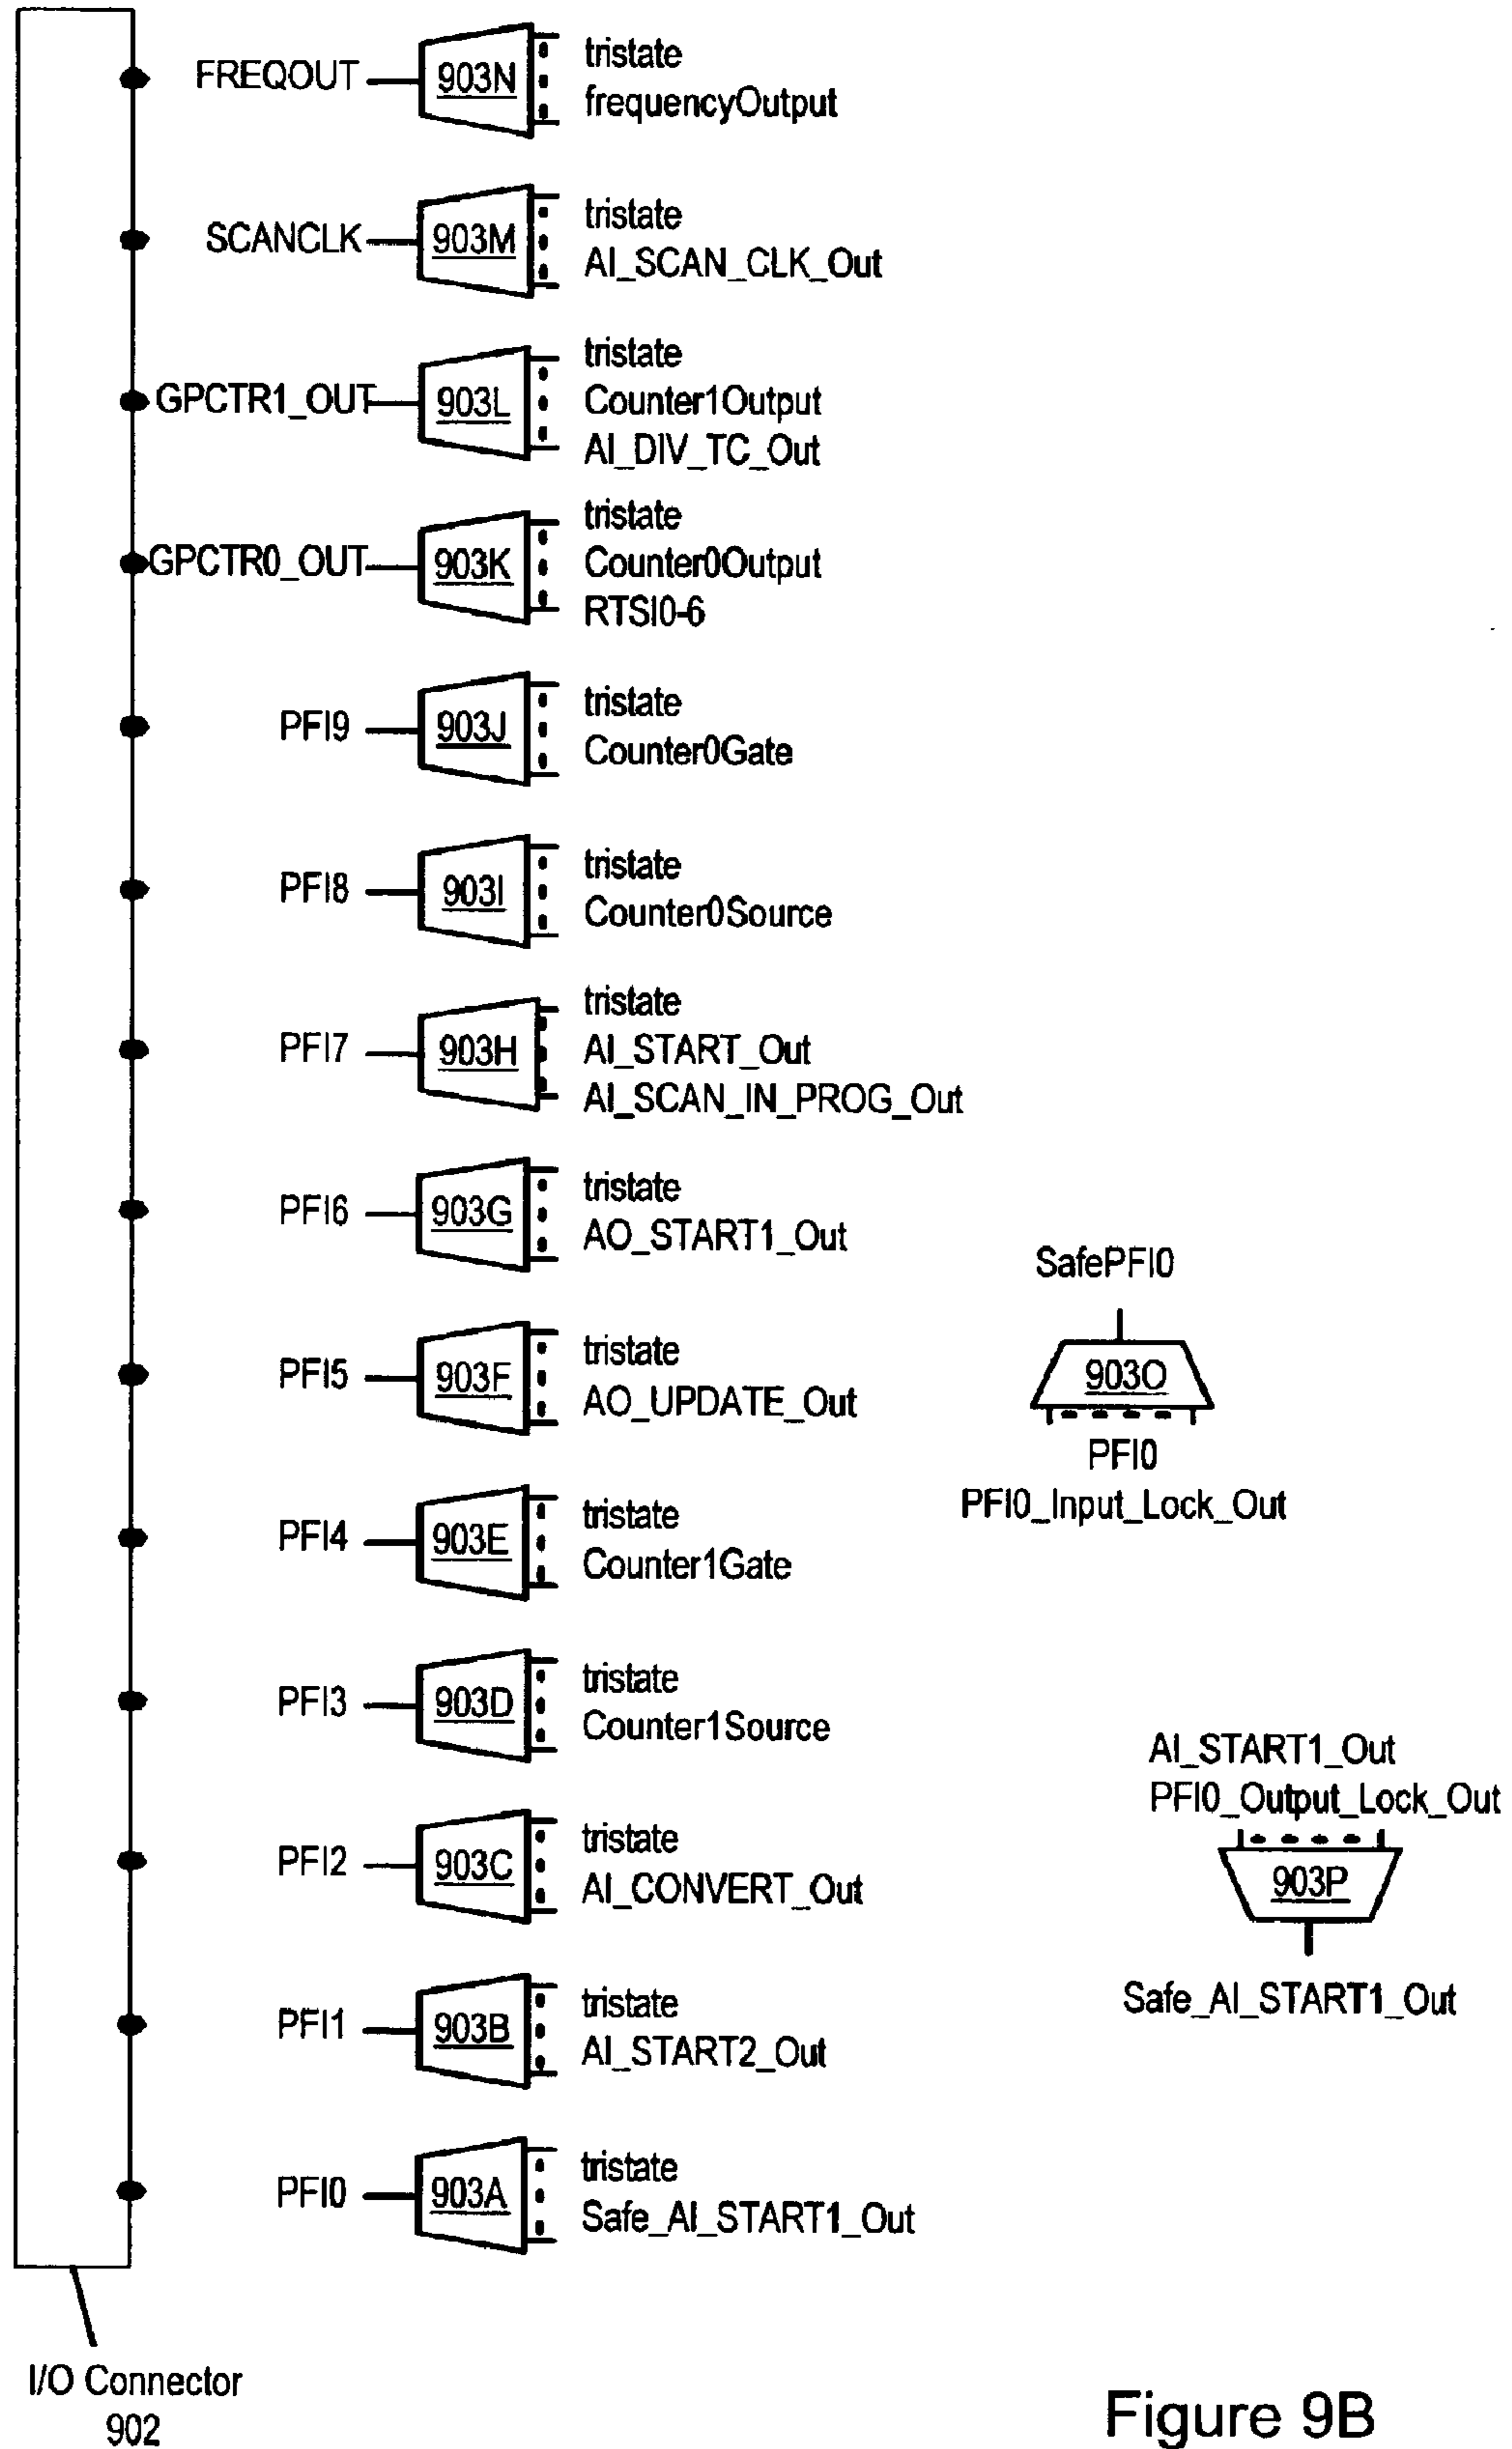 FREQOUT
903N
tristate
frequencyOutput
SCANCLK
903M
tristate
AI_SCAN_CLK_Out
GPCTR1_OUT
903L
tristate
Counter1Output
AI_DIV_TC_Out
GPCTR0_OUT
903K
tristate
Counter0Output
RTSI0-6
PFI9
903J
tristate
Counter0Gate
PFI8
903I
tristate
Counter0Source
PFI7
903H
tristate
AI_START_Out
AI_SCAN_IN_PROG_Out
PFI6
903G
tristate
AO_START1_Out
PFI5
903F
tristate
AO_UPDATE_Out
SafePFI0
903O
PFI0
PFI0_Input_Lock_Out
PFI4
903E
tristate
Counter1Gate
PFI3
903D
tristate
Counter1Source
AI_START1_Out
PFI0_Output_Lock_Out
903P
Safe_AI_START1_Out
PFI2
903C
tristate
AI_CONVERT_Out
PFI1
903B
tristate
AI_START2_Out
PFI0
903A
tristate
Safe_AI_START1_Out
I/O Connector
902
Figure 9B